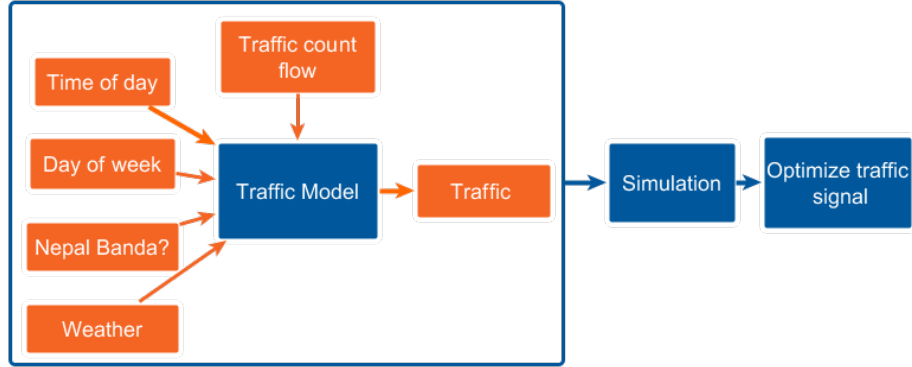 Traffic count
flow
Time of day
Day of week
Nepal Banda?
Weather
Traffic Model
Traffic
Simulation
Optimize traffic
signal